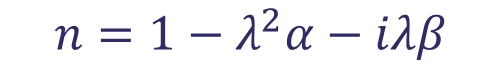 n = 1 − λ²α − iλβ